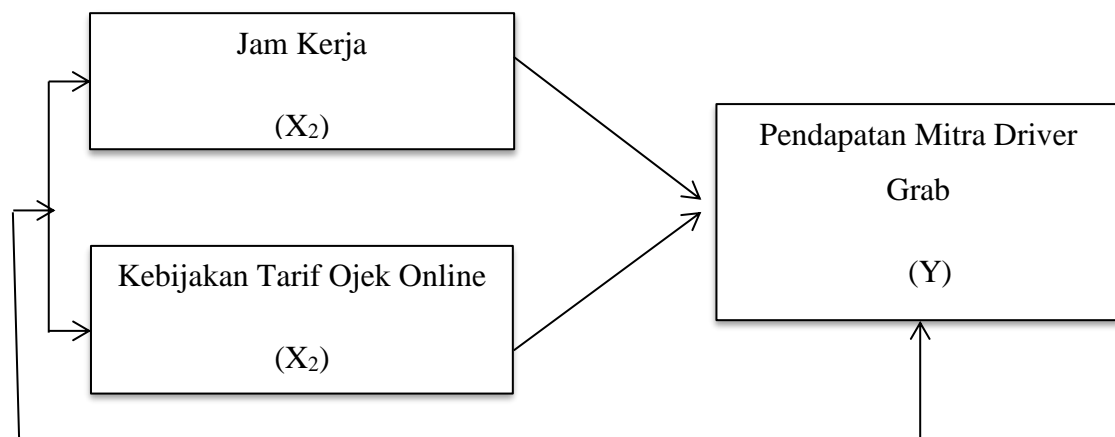 Jam Kerja
(X₂)
Kebijakan Tarif Ojek Online
(X₂)
Pendapatan Mitra Driver
Grab
(Y)